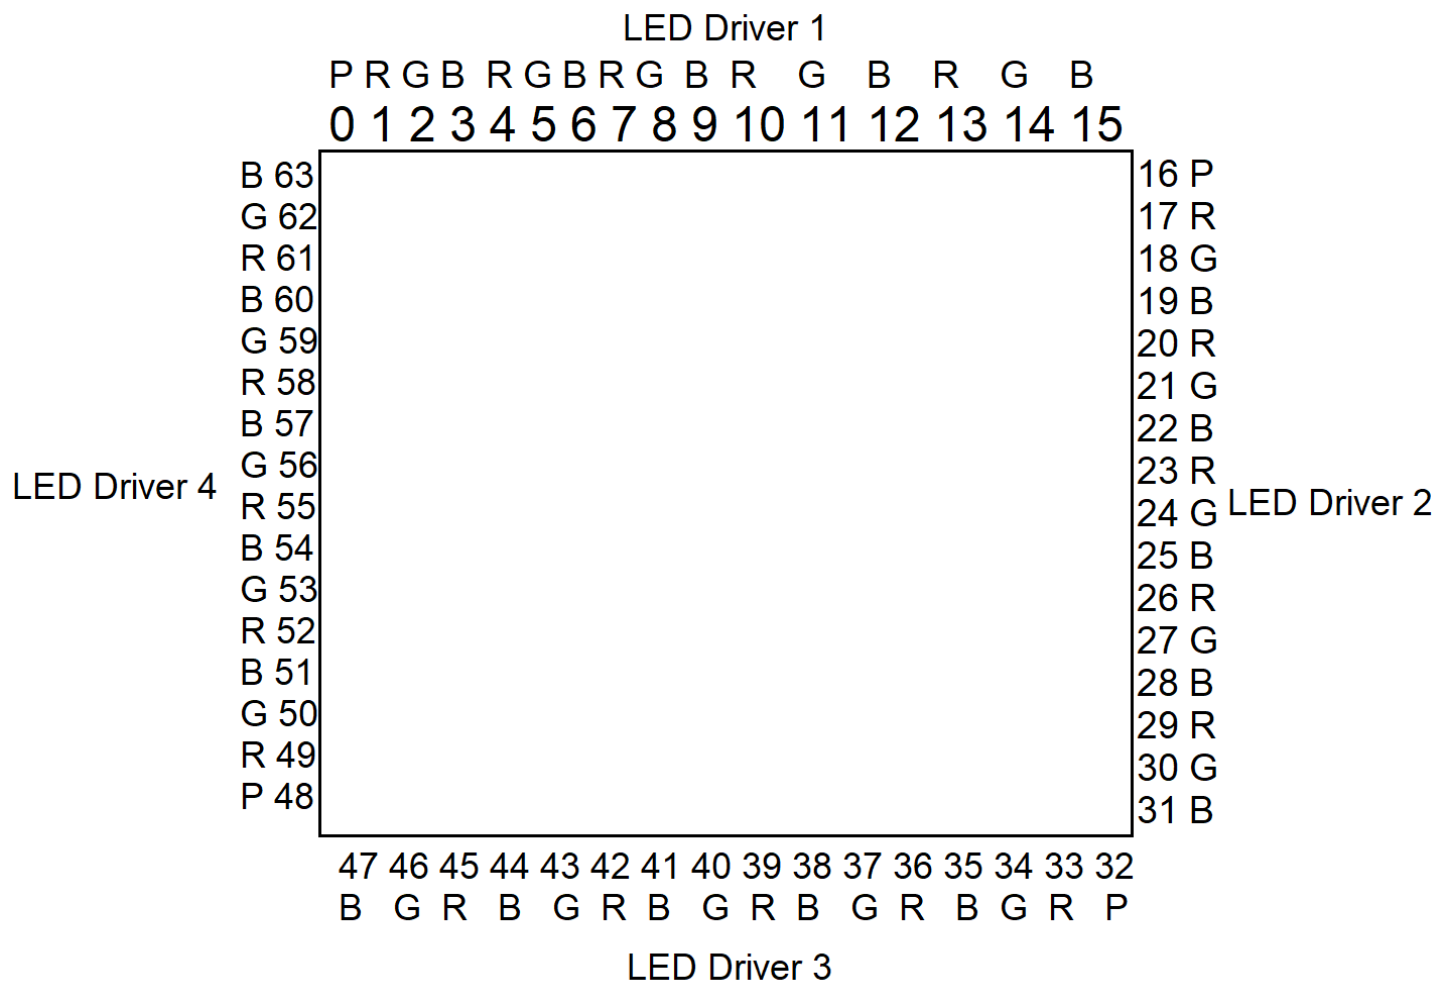 LED Driver 1
P R G B R G B R G B R G B R G B
0 1 2 3 4 5 6 7 8 9 10 11 12 13 14 15
B 63
G 62
R 61
B 60
G 59
R 58
B 57
G 56
R 55
B 54
G 53
R 52
B 51
G 50
R 49
P 48
LED Driver 4
16 P
17 R
18 G
19 B
20 R
21 G
22 B
23 R
24 G
25 B
26 R
27 G
28 B
29 R
30 G
31 B
LED Driver 2
47 46 45 44 43 42 41 40 39 38 37 36 35 34 33 32
B G R B G R B G R B G R B G R P
LED Driver 3